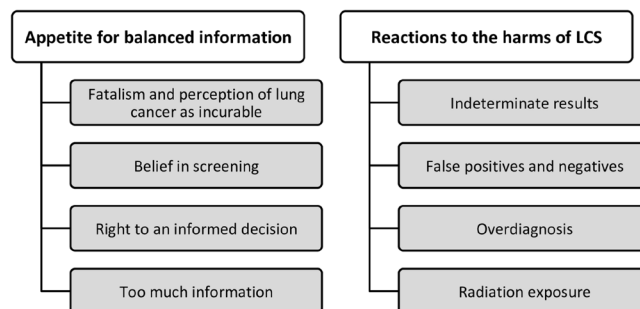 Appetite for balanced information
Fatalism and perception of lung
cancer as incurable
Belief in screening
Right to an informed decision
Too much information
Reactions to the harms of LCS
Indeterminate results
False positives and negatives
Overdiagnosis
Radiation exposure